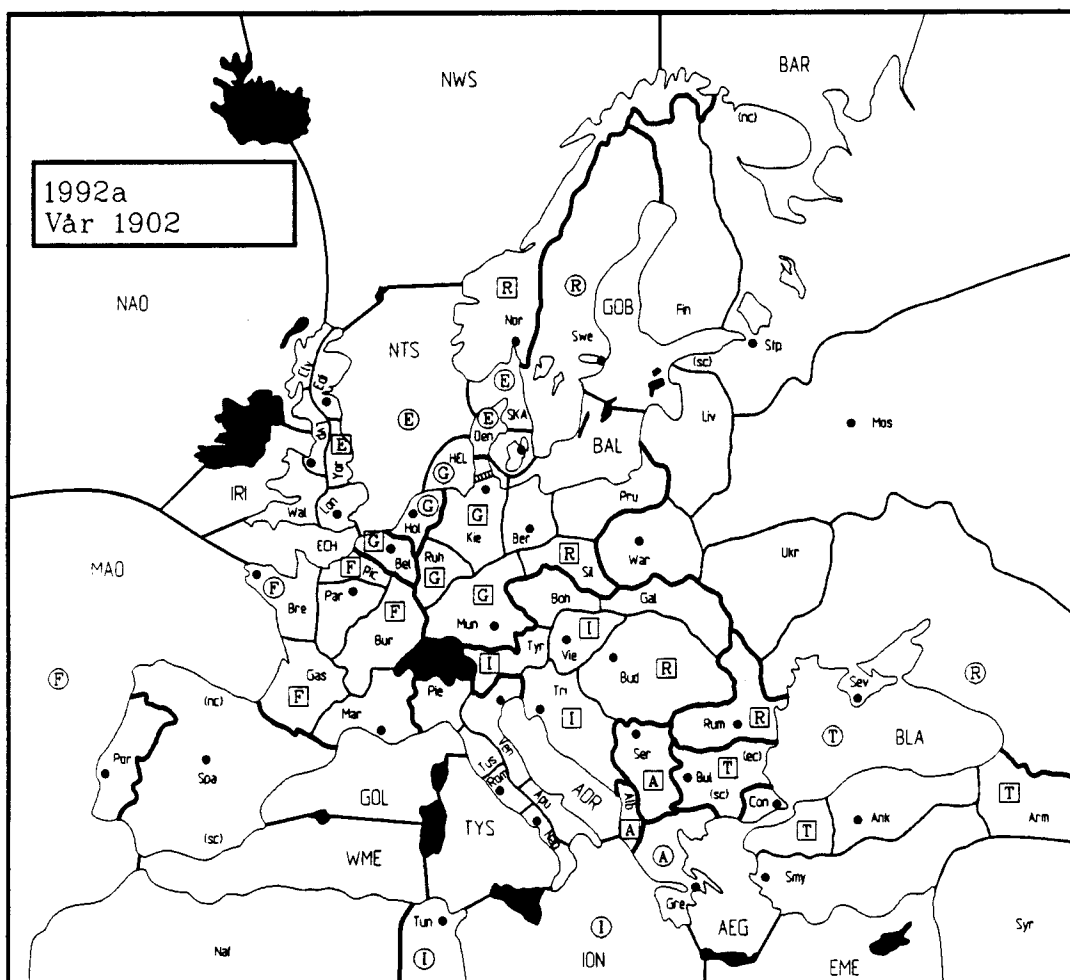 NWS
BAR
(nc)
1992a
Vår 1902
NAO
R
Nor
R
Swe
GOB
Fin
Stp
(sc)
NTS
Liv
Edi
E
SKA
E
E
Den
Mos
Liv
BAL
Yor
E
HEL
G
IRI
Wal
Lon
G
Hol
G
Kie
Ber
Pru
War
Ukr
ECH
G
Bel
Ruh
G
R
Sil
MAO
F
Bre
F
Pic
Par
F
Bur
G
Mun
Boh
Gal
I
Vie
Tyr
I
R
Bud
F
Gas
F
(nc)
Mar
Pie
Tri
I
Ven
Rum
R
Sev
R
T
BLA
Por
Spa
(sc)
GOL
Tus
Rom
Apu
ADR
Ser
A
Alb
A
Bul
T
(ec)
(sc)
Con
T
Ank
T
Arm
WME
TYS
Nap
A
Gre
Smy
Naf
Tun
I
I
ION
AEG
EME
Syr